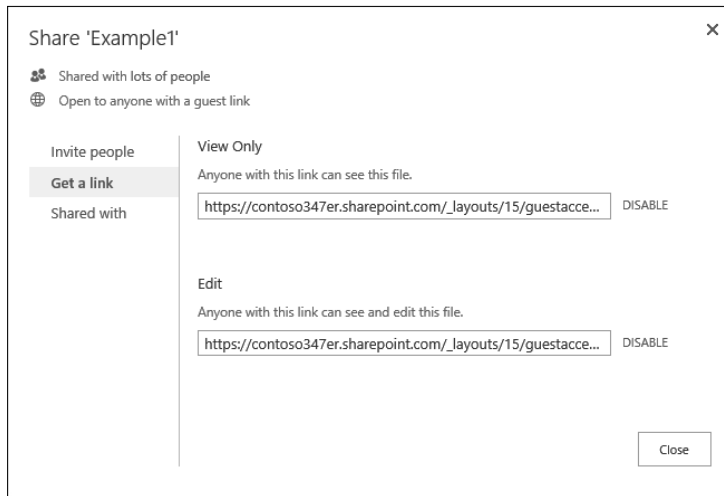 Share 'Example1'
Shared with lots of people
Open to anyone with a guest link
Invite people
Get a link
Shared with
View Only
Anyone with this link can see this file.
https://contoso347er.sharepoint.com/_layouts/15/guestacce... DISABLE
Edit
Anyone with this link can see and edit this file.
https://contoso347er.sharepoint.com/_layouts/15/guestacce... DISABLE
Close